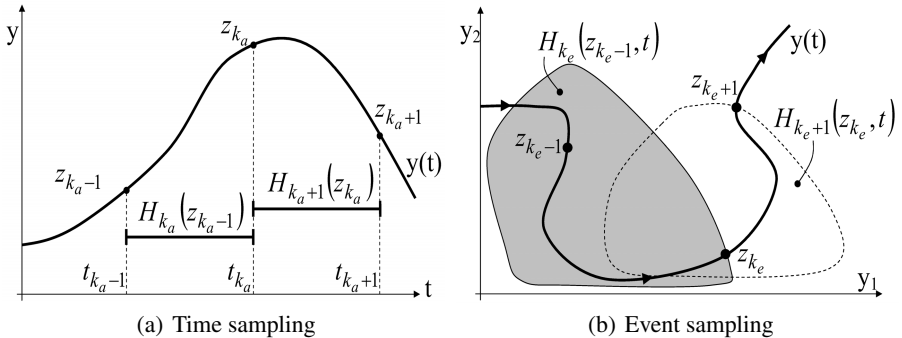 y
z_{k_a}
z_{k_a+1}
z_{k_a-1}
y(t)
H_{k_a+1}(z_{k_a})
H_{k_a}(z_{k_a-1})
t_{k_a-1}
t_{k_a}
t_{k_a+1}
t
(a) Time sampling
y_2
H_{k_e}(z_{k_e-1}, t)
y(t)
z_{k_e+1}
H_{k_e+1}(z_{k_e}, t)
z_{k_e-1}
z_{k_e}
y_1
(b) Event sampling